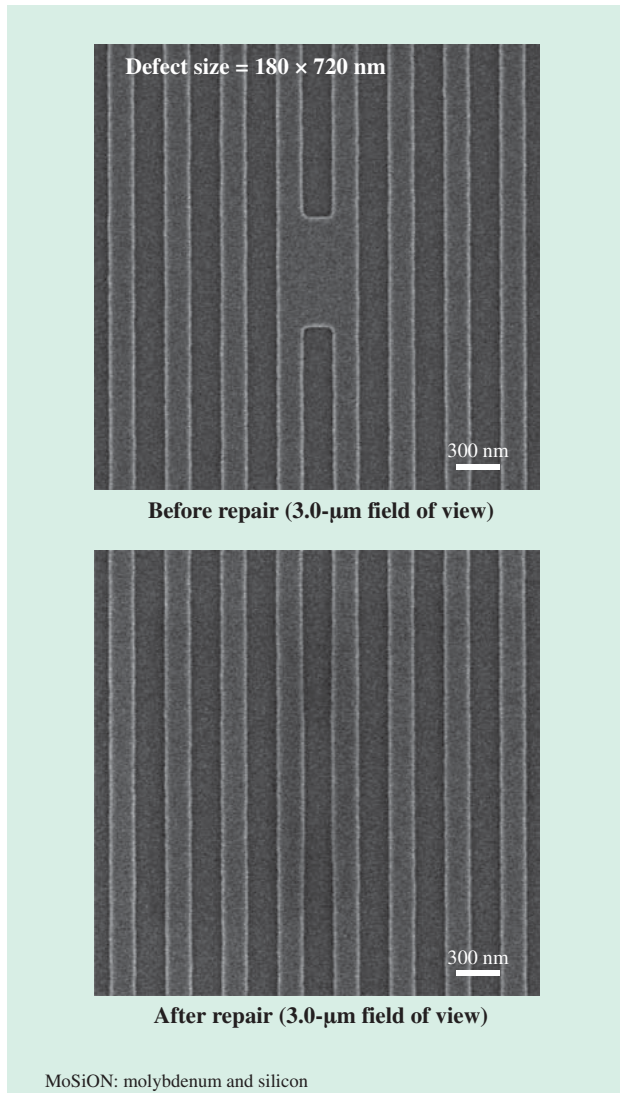 Defect size = 180 × 720 nm
300 nm
Before repair (3.0-μm field of view)
300 nm
After repair (3.0-μm field of view)
MoSiON: molybdenum and silicon